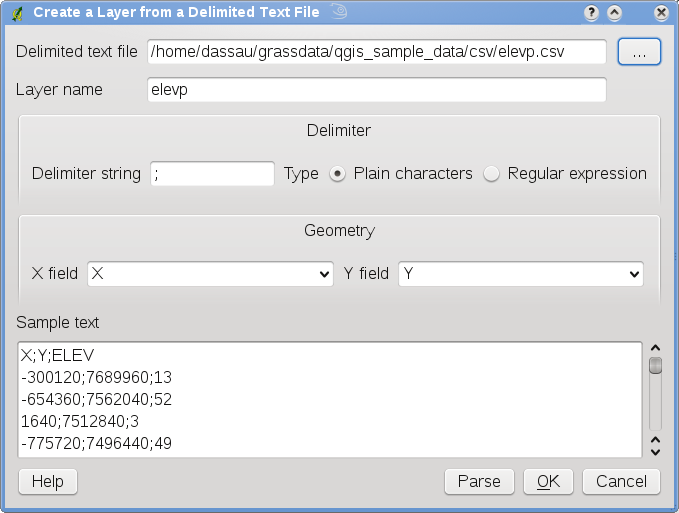 Create a Layer from a Delimited Text File
Delimited text file /home/dassau/grassdata/qgis_sample_data/csv/elevp.csv ...
Layer name elevp
Delimiter
Delimiter string ; Type Plain characters Regular expression
Geometry
X field X Y field Y
Sample text
X;Y;ELEV
-300120;7689960;13
-654360;7562040;52
1640;7512840;3
-775720;7496440;49
Help Parse OK Cancel